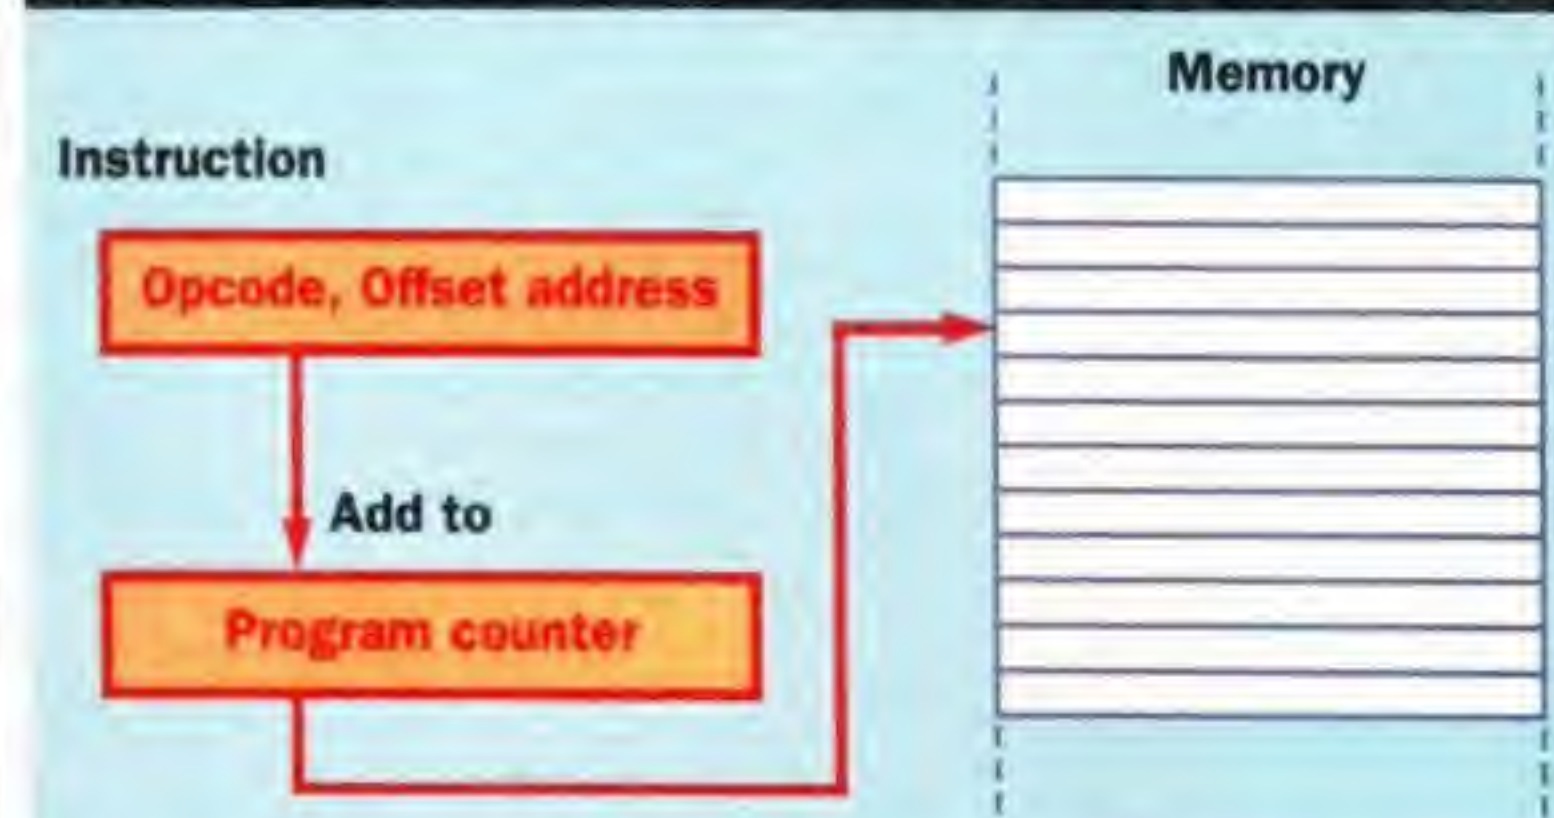 Memory
Instruction
Opcode, Offset address
Add to
Program counter